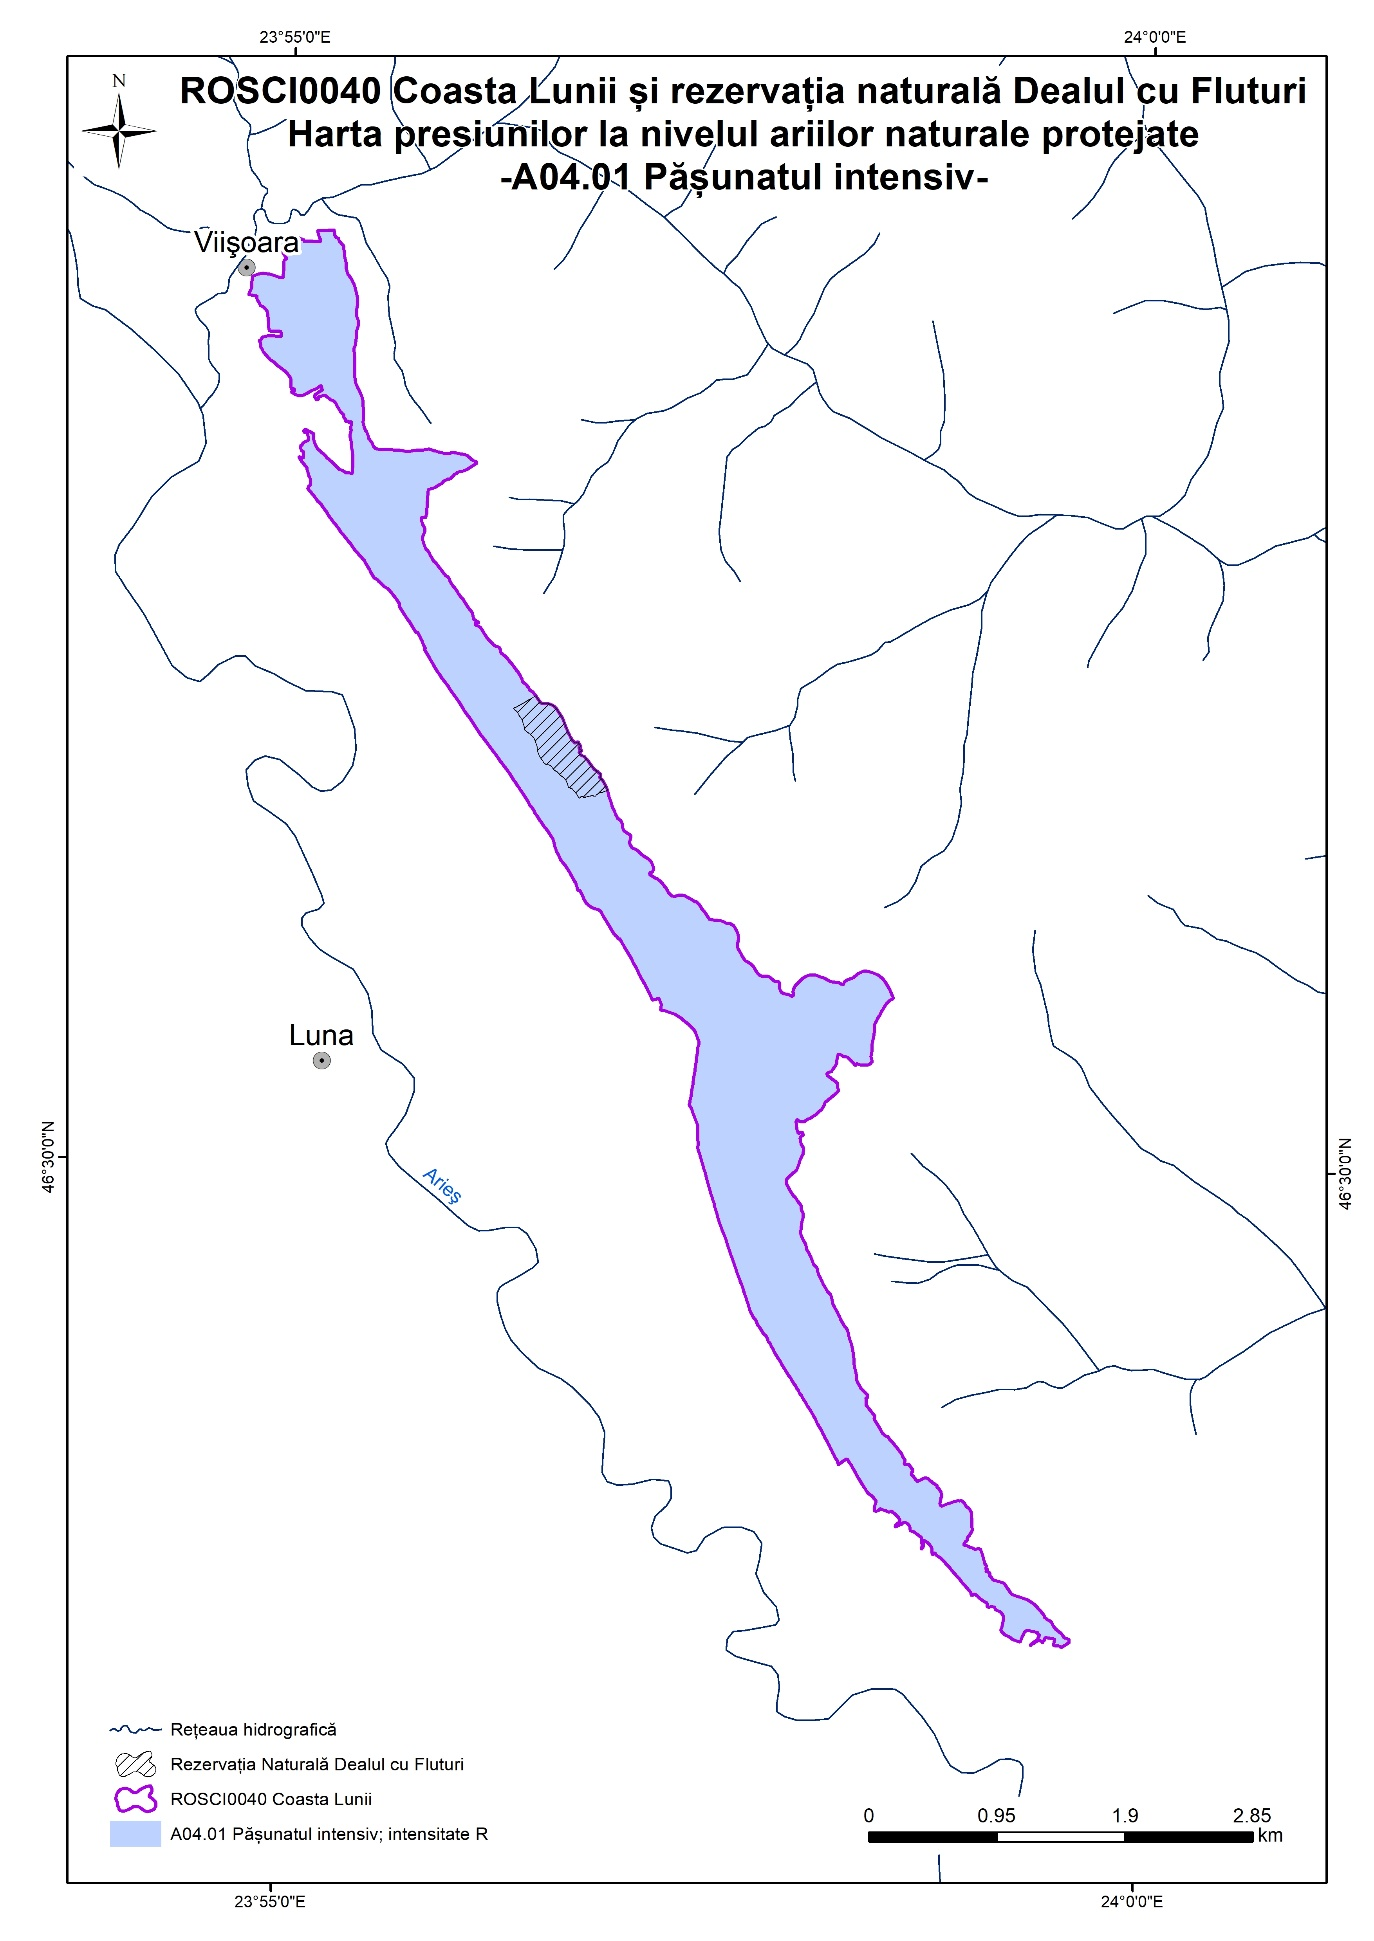 23°55'0"E
24°0'0"E
N
ROSCI0040 Coasta Lunii și rezervația naturală Dealul cu Fluturi
Harta presiunilor la nivelul ariilor naturale protejate
-A04.01 Pășunatul intensiv-
Viişoara
Luna
46°30'0"N
46°30'0"N
Arieş
Rețeaua hidrografică
Rezervația Naturală Dealul cu Fluturi
ROSCI0040 Coasta Lunii
A04.01 Pășunatul intensiv; intensitate R
0 0.95 1.9 2.85
km
23°55'0"E
24°0'0"E